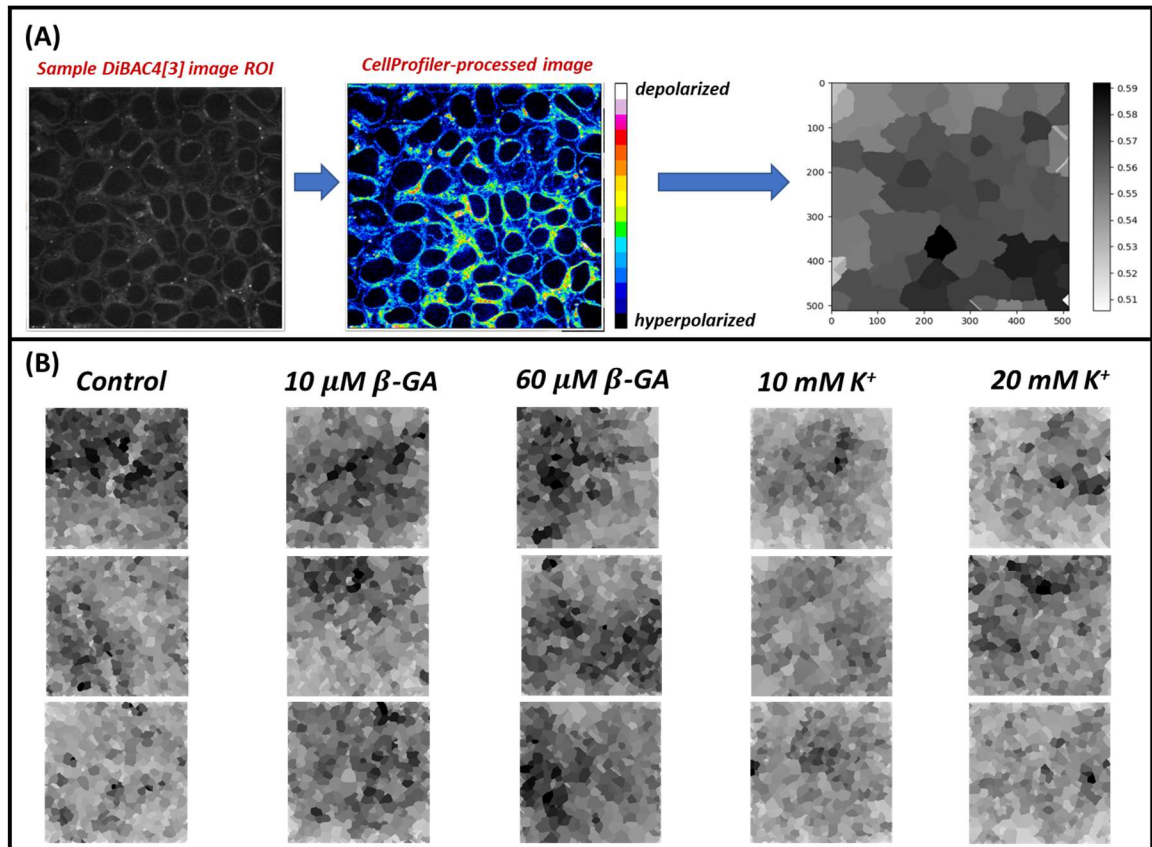 (A)
Sample DiBAC4[3] image ROI
CellProfiler-processed image
depolarized
hyperpolarized
0
100
200
300
400
500
0 100 200 300 400 500
0.59
0.58
0.57
0.56
0.55
0.54
0.53
0.52
0.51
(B)
Control 10 μM β-GA 60 μM β-GA 10 mM K⁺ 20 mM K⁺